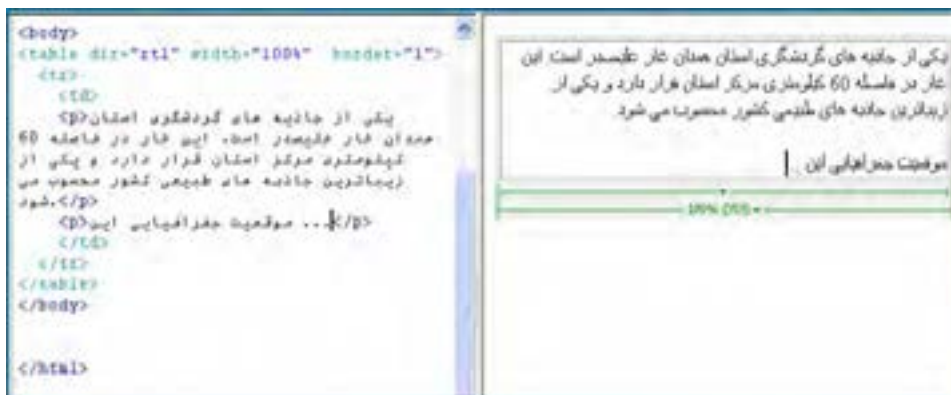 <body>
<table dir="rtl" width="100%" border="1">
<tr>
<td>
<p>یکی از جاذبه های گردشگری استان
همدان غار علیصدر است. این غار در فاصله 60
کیلومتری مرکز استان قرار دارد و یکی از
زیباترین جاذبه های طبیعی کشور محسوب می
شود.</p>
<p>موقعیت جغرافیایی این ...</p>
</td>
</tr>
</table>
</body>
</html>
یکی از جاذبه های گردشگری استان همدان غار علیصدر است. این
غار در فاصله 60 کیلومتری مرکز استان قرار دارد و یکی از
زیباترین جاذبه های طبیعی کشور محسوب می شود.
موقعیت جغرافیایی این ...
100% (353)